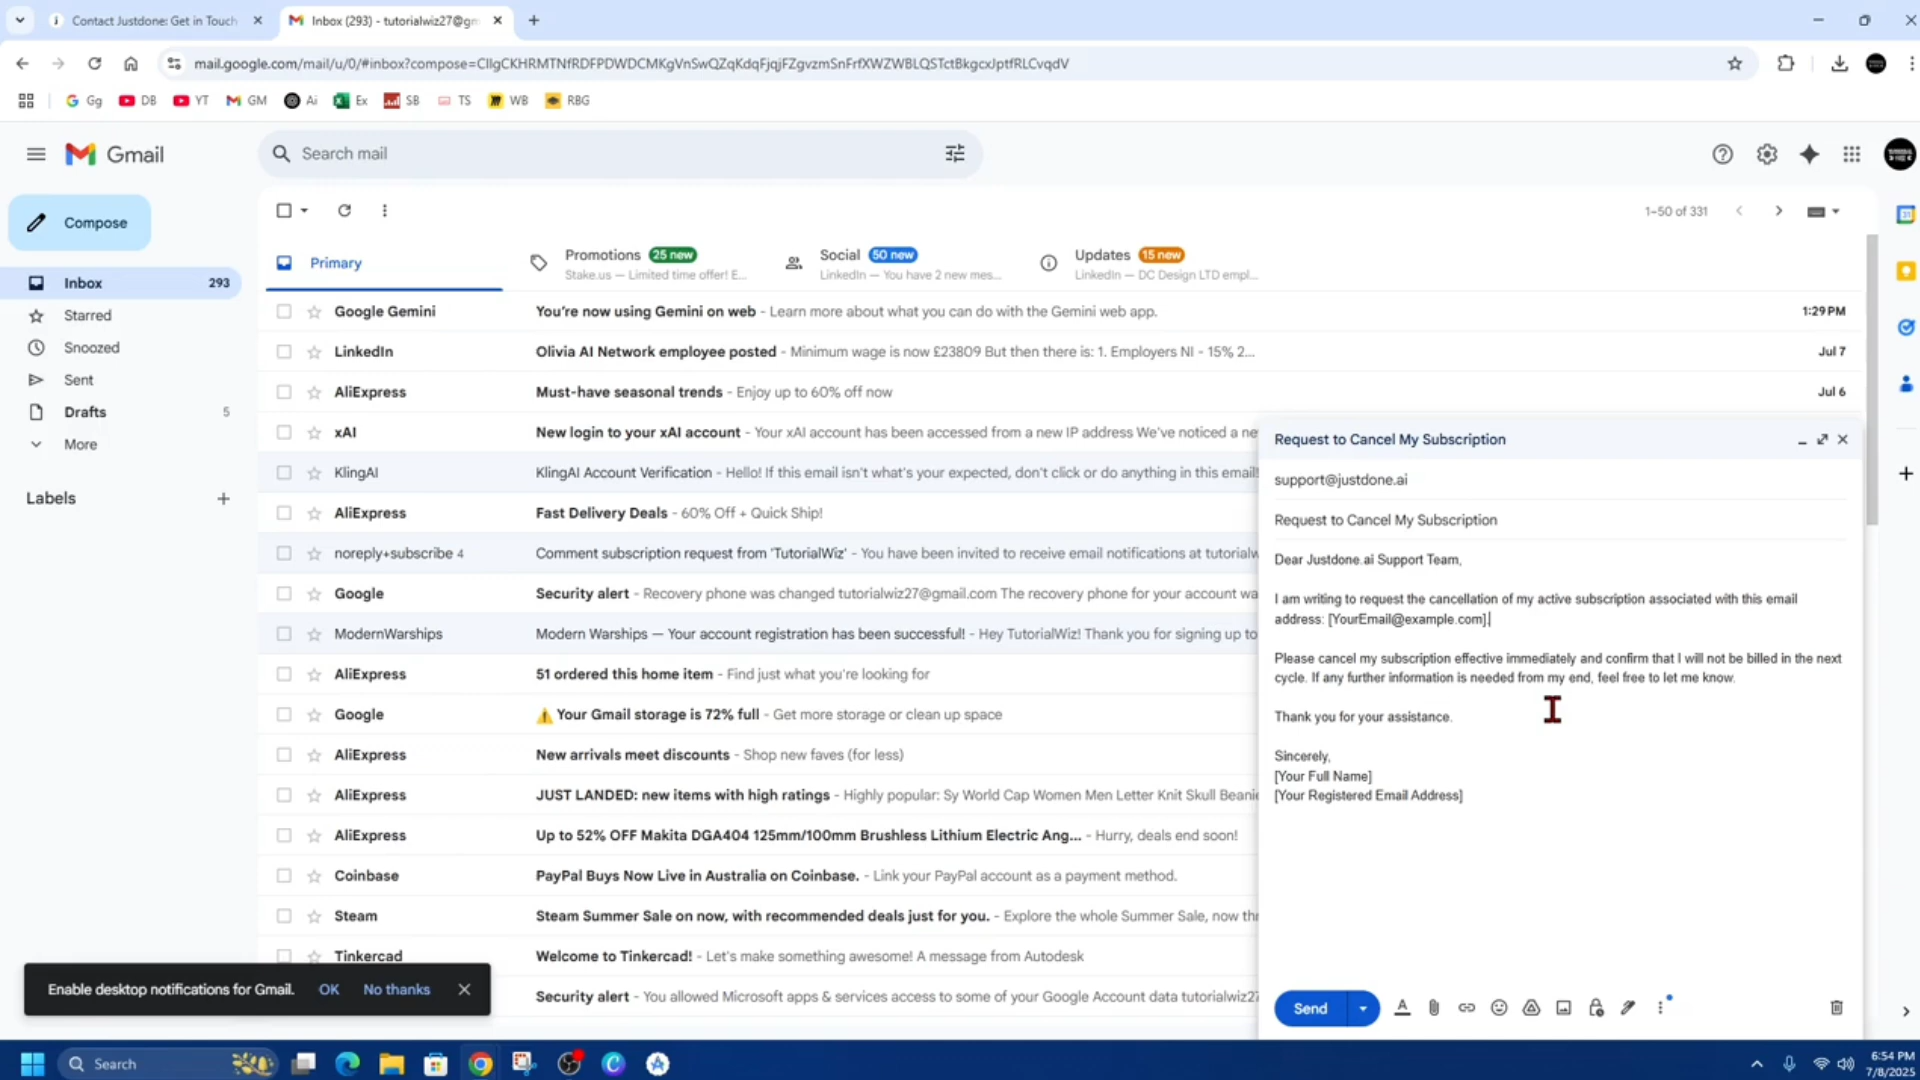 Contact Justdone: Get in Touch
Inbox (293) - tutorialwiz27@gm
mail.google.com/mail/u/0/#inbox?compose=
Gg
DB
YT
GM
Ai
Ex
SB
TS
WB
RBG
Gmail
Search mail
Compose
Inbox 293
Starred
Snoozed
Sent
Drafts 5
More
Labels
1–50 of 331
Primary
Promotions 25 new
Stake.us — Limited time offer! E...
Social 50 new
LinkedIn — You have 2 new mes...
Updates 15 new
LinkedIn — DC Design LTD empl...
Google Gemini You're now using Gemini on web - Learn more about what you can do with the Gemini web app. 1:29 PM
LinkedIn Olivia AI Network employee posted - Minimum wage is now £23809 But then there is: 1. Employers NI - 15% 2... Jul 7
AliExpress Must-have seasonal trends - Enjoy up to 60% off now Jul 6
xAI New login to your xAI account - Your xAI account has been accessed from a new IP address We've noticed a ne
KlingAI KlingAI Account Verification - Hello! If this email isn't what's your expected, don't click or do anything in this email!
AliExpress Fast Delivery Deals - 60% Off + Quick Ship!
noreply+subscribe 4 Comment subscription request from 'TutorialWiz' - You have been invited to receive email notifications at tutorialw
Google Security alert - Recovery phone was changed tutorialwiz27@gmail.com The recovery phone for your account wa
ModernWarships Modern Warships — Your account registration has been successful! - Hey TutorialWiz! Thank you for signing up to
AliExpress 51 ordered this home item - Find just what you're looking for
Google ⚠️ Your Gmail storage is 72% full - Get more storage or clean up space
AliExpress New arrivals meet discounts - Shop new faves (for less)
AliExpress JUST LANDED: new items with high ratings - Highly popular: Sy World Cap Women Men Letter Knit Skull Beanie
AliExpress Up to 52% OFF Makita DGA404 125mm/100mm Brushless Lithium Electric Ang... - Hurry, deals end soon!
Coinbase PayPal Buys Now Live in Australia on Coinbase. - Link your PayPal account as a payment method.
Steam Steam Summer Sale on now, with recommended deals just for you. - Explore the whole Summer Sale, now th
Tinkercad Welcome to Tinkercad! - Let's make something awesome! A message from Autodesk
Security alert - You allowed Microsoft apps & services access to some of your Google Account data tutorialwiz27
Enable desktop notifications for Gmail. OK No thanks
Request to Cancel My Subscription
support@justdone.ai
Request to Cancel My Subscription
Dear Justdone.ai Support Team,
I am writing to request the cancellation of my active subscription associated with this email
address: [YourEmail@example.com].
Please cancel my subscription effective immediately and confirm that I will not be billed in the next
cycle. If any further information is needed from my end, feel free to let me know.
Thank you for your assistance.
Sincerely,
[Your Full Name]
[Your Registered Email Address]
Send
Search
6:54 PM
7/8/2025